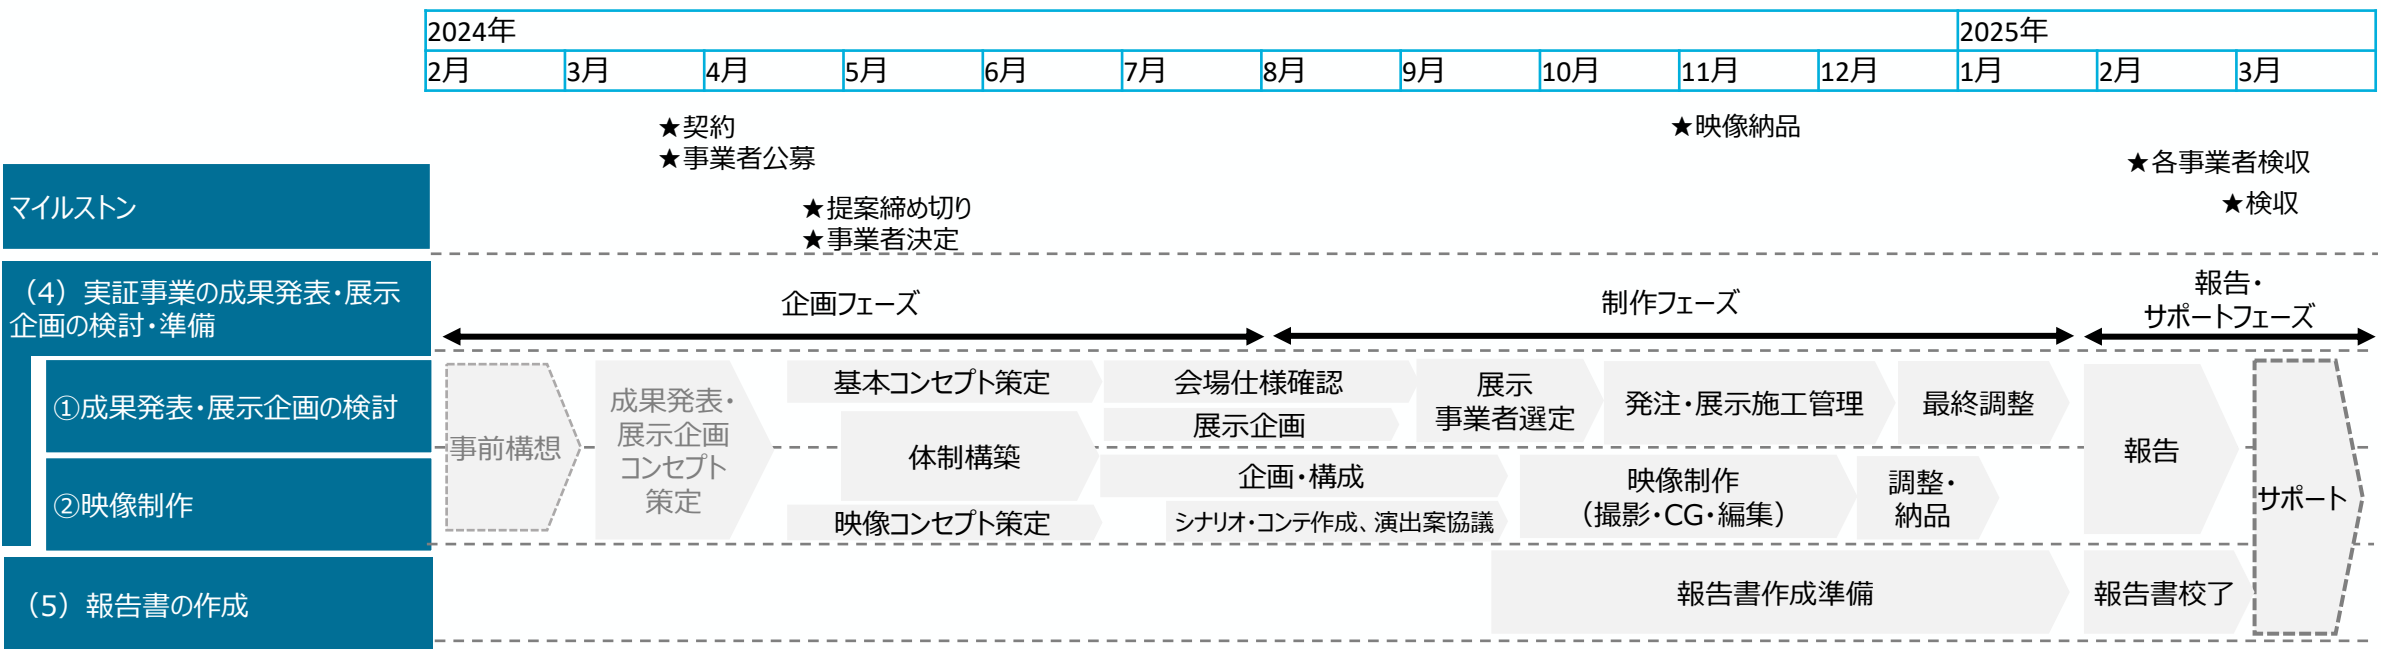 2024年
2025年
2月 3月 4月 5月 6月 7月 8月 9月 10月 11月 12月 1月 2月 3月
マイルストン
★契約
★事業者公募
★提案締め切り
★事業者決定
★映像納品
★各事業者検収
★検収
（4）実証事業の成果発表・展示
企画の検討・準備
企画フェーズ
制作フェーズ
報告・
サポートフェーズ
①成果発表・展示企画の検討
②映像制作
事前構想
成果発表・
展示企画
コンセプト
策定
基本コンセプト策定
体制構築
映像コンセプト策定
会場仕様確認
展示企画
企画・構成
シナリオ・コンテ作成、演出案協議
展示
事業者選定
発注・展示施工管理
最終調整
映像制作
（撮影・CG・編集）
調整・
納品
報告
サポート
（5）報告書の作成
報告書作成準備
報告書校了